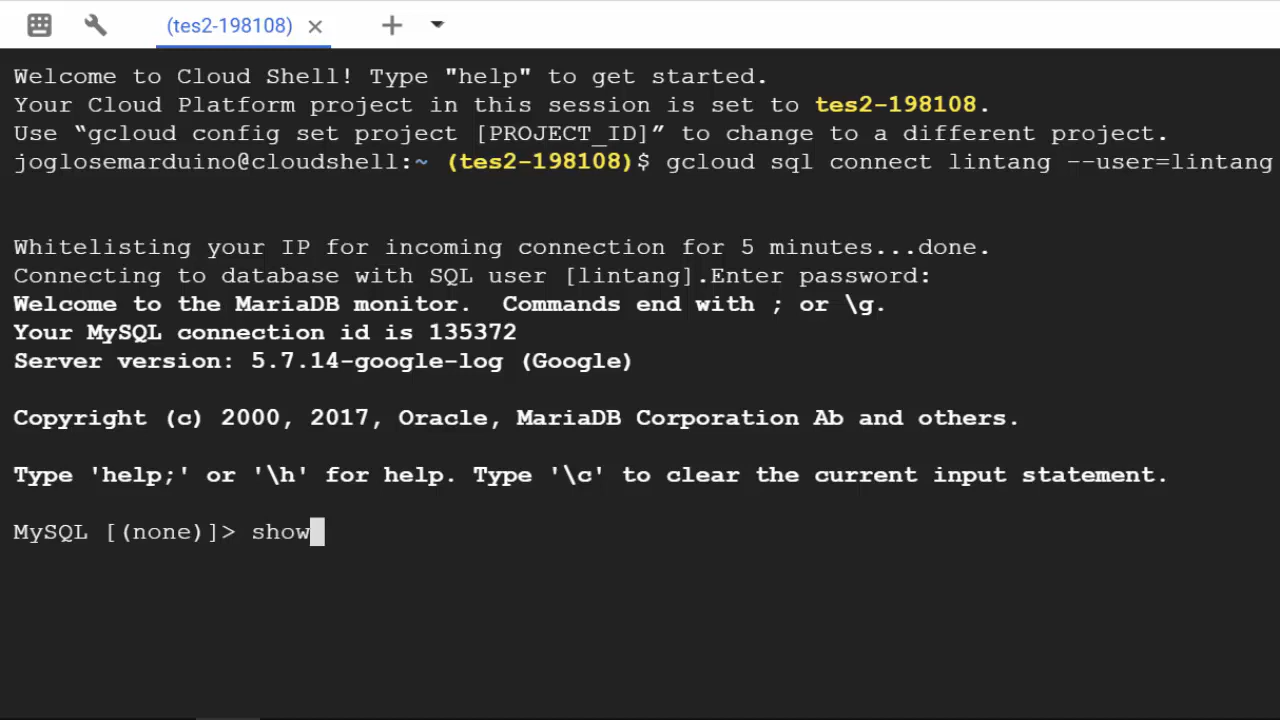 (tes2-198108)
Welcome to Cloud Shell! Type "help" to get started.
Your Cloud Platform project in this session is set to tes2-198108.
Use “gcloud config set project [PROJECT_ID]” to change to a different project.
joglosemarduino@cloudshell:~ (tes2-198108)$ gcloud sql connect lintang --user=lintang
Whitelisting your IP for incoming connection for 5 minutes...done.
Connecting to database with SQL user [lintang].Enter password:
Welcome to the MariaDB monitor.  Commands end with ; or \g.
Your MySQL connection id is 135372
Server version: 5.7.14-google-log (Google)
Copyright (c) 2000, 2017, Oracle, MariaDB Corporation Ab and others.
Type 'help;' or '\h' for help. Type '\c' to clear the current input statement.
MySQL [(none)]> show